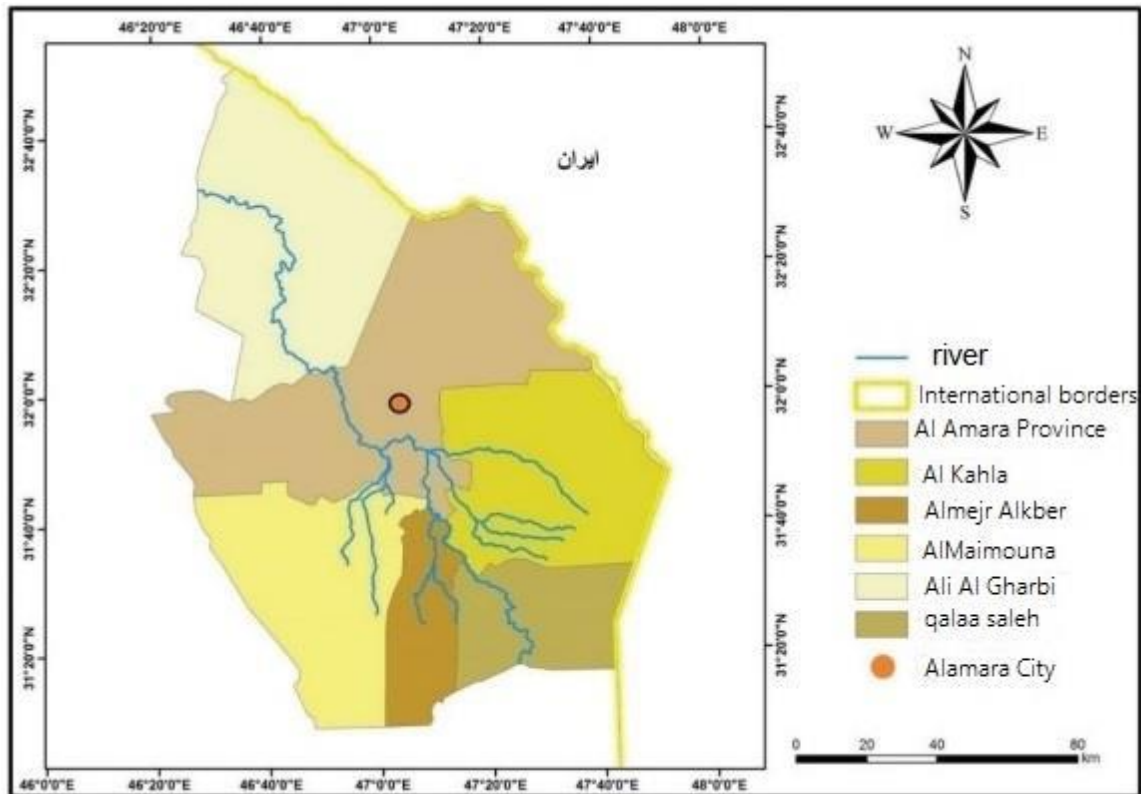 46°20'0"E 46°40'0"E 47°0'0"E 47°20'0"E 47°40'0"E 48°0'0"E
32°40'0"N 32°40'0"N
32°20'0"N 32°20'0"N
32°0'0"N 32°0'0"N
31°40'0"N 31°40'0"N
31°20'0"N 31°20'0"N
ایران
N
W E
S
river
International borders
Al Amara Province
Al Kahla
Almejr Alkber
AlMaimouna
Ali Al Gharbi
qalaa saleh
Alamara City
0 20 40 80
km
46°0'0"E 46°20'0"E 46°40'0"E 47°0'0"E 47°20'0"E 47°40'0"E 48°0'0"E